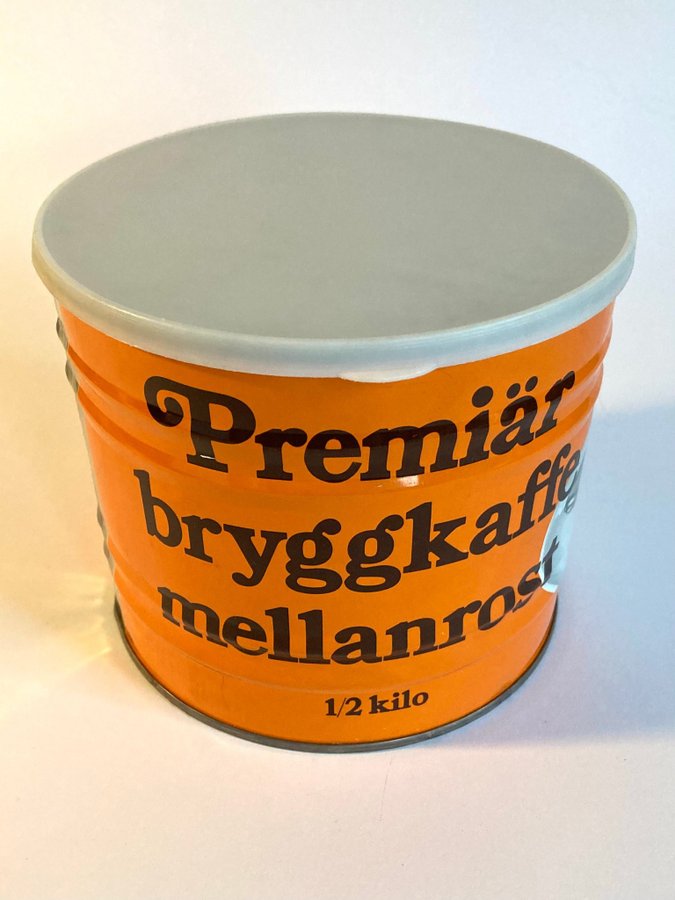 Premiär
bryggkaffe
mellanrost
1/2 kilo